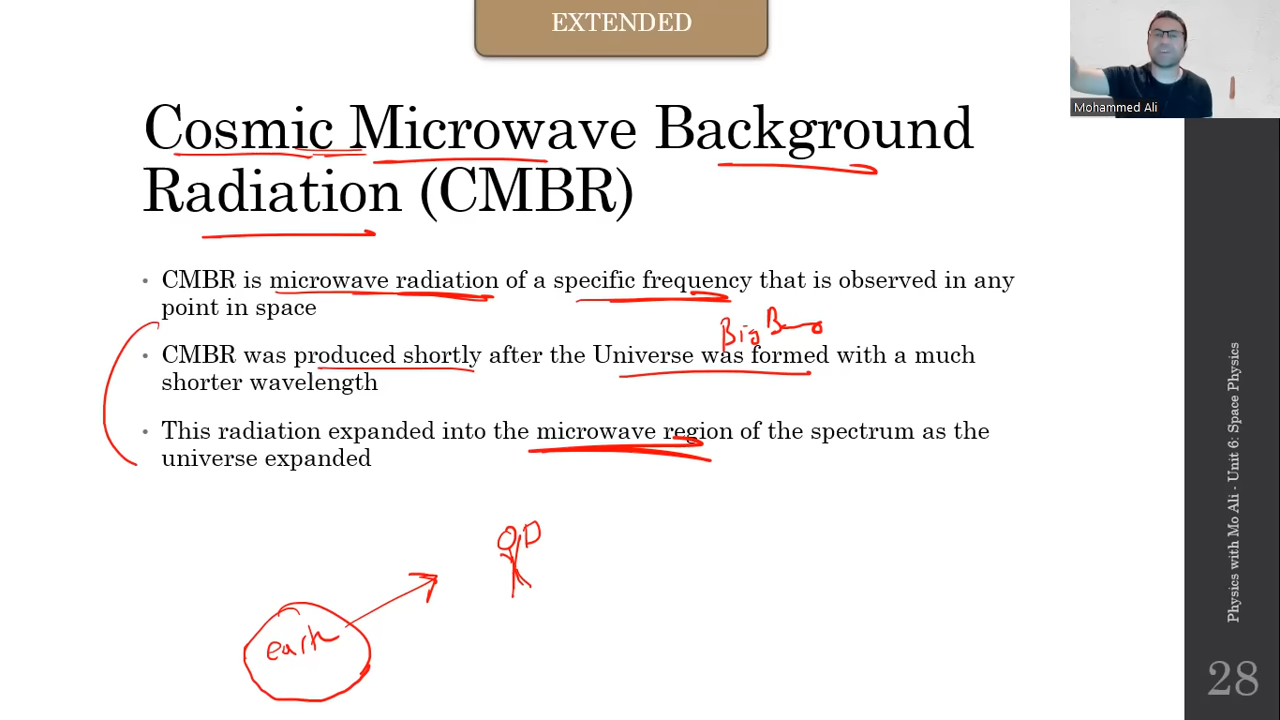 EXTENDED
Mohammed Ali
Cosmic Microwave Background
Radiation (CMBR)
• CMBR is microwave radiation of a specific frequency that is observed in any
point in space
Big Bang
• CMBR was produced shortly after the Universe was formed with a much
shorter wavelength
• This radiation expanded into the microwave region of the spectrum as the
universe expanded
earth
Physics with Mo Ali - Unit 6: Space Physics
28